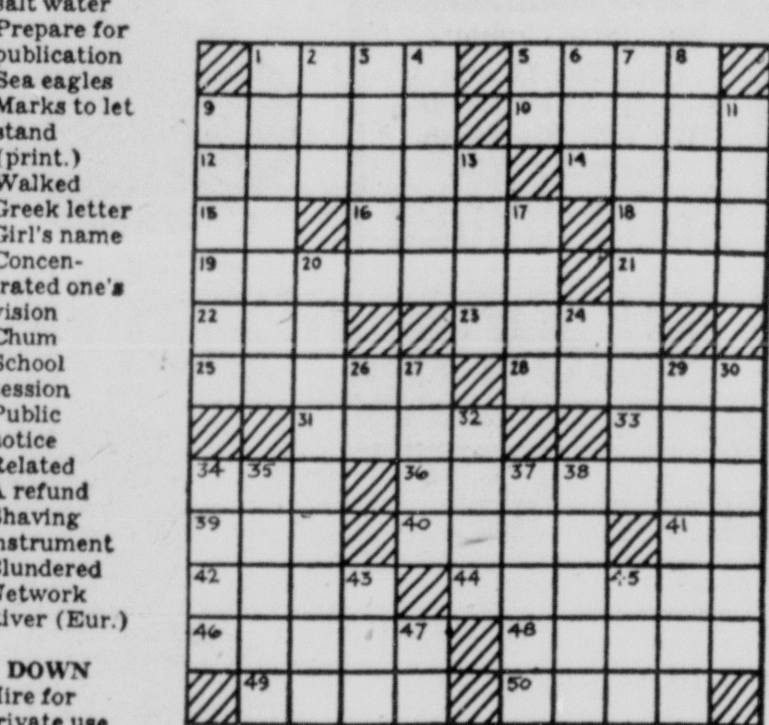 salt water
Prepare for
publication
Sea eagles
Marks to let
stand
(print.)
Walked
Greek letter
Girl's name
Concen-
rated one's
vision
Chum
School
ession
Public
otice
Related
A refund
Shaving
nstrument
Blundered
Network
River (Eur.)
DOWN
Hire for
rivate use
1 2 3 4 5 6 7 8
9 10 11
12 13 14
15 16 17 18
19 20 21
22 23 24
25 26 27 28 29 30
31 32 33
34 35 36 37 38
39 40 41
42 43 44 45
46 47 48
49 50